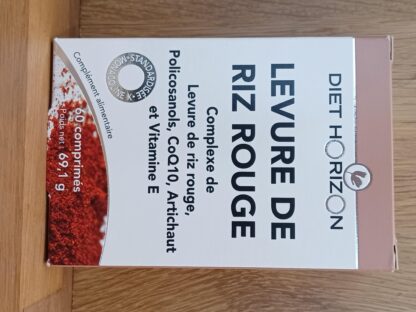 DIET HORIZON
LEVURE DE
RIZ ROUGE
Complexe de
Levure de riz rouge,
Policosanols, CoQ10, Artichaut
et Vitamine E
Complément alimentaire
60 comprimés
Poids net : 69,1 g